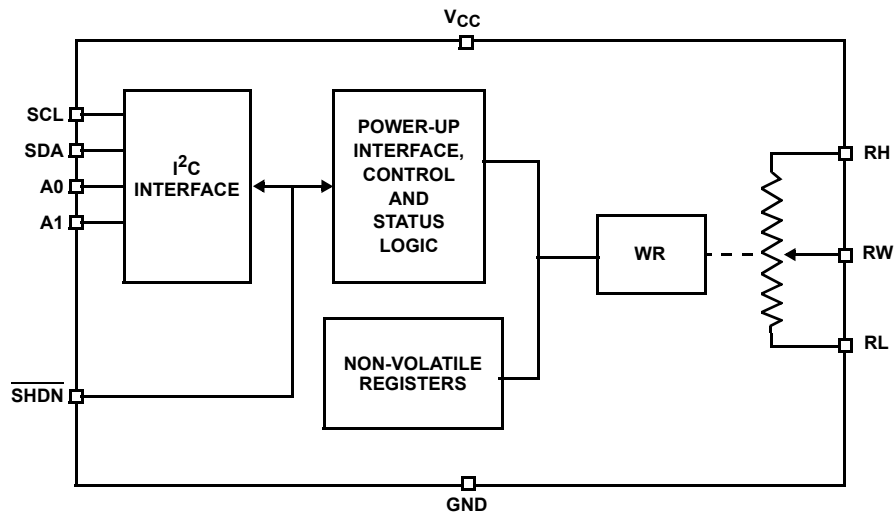 VCC
SCL
SDA
A0
A1
I2C
INTERFACE
POWER-UP
INTERFACE,
CONTROL
AND
STATUS
LOGIC
WR
RH
RW
RL
NON-VOLATILE
REGISTERS
SHDN
GND